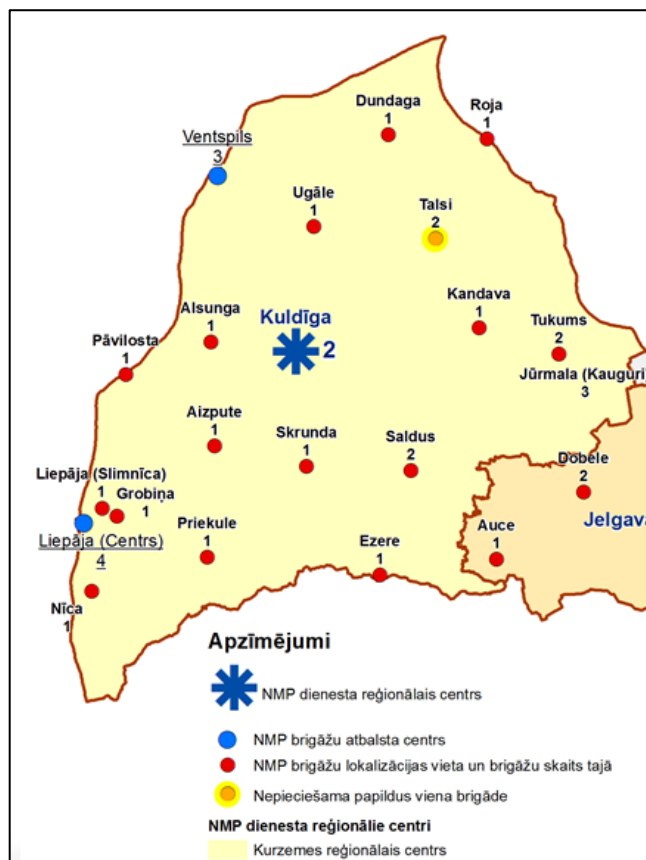 Dundaga
1
Roja
1
Ventspils
3
Ugāle
1
Talsi
2
Alsunga
1
Kuldīga
2
Kandava
1
Tukums
2
Pāvilosta
1
Jūrmala (Kauguri)
3
Aizpute
1
Skrunda
1
Saldus
2
Dobele
2
Liepāja (Slimnīca)
1
Grobiņa
1
Jelgava
Liepāja (Centrs)
4
Priekule
1
Ezere
1
Auce
1
Nīca
1
Apzīmējumi
NMP dienesta reģionālais centrs
NMP brigāžu atbalsta centrs
NMP brigāžu lokalizācijas vieta un brigāžu skaits tajā
Nepieciešama papildus viena brigāde
NMP dienesta reģionālie centri
Kurzemes reģionālais centrs